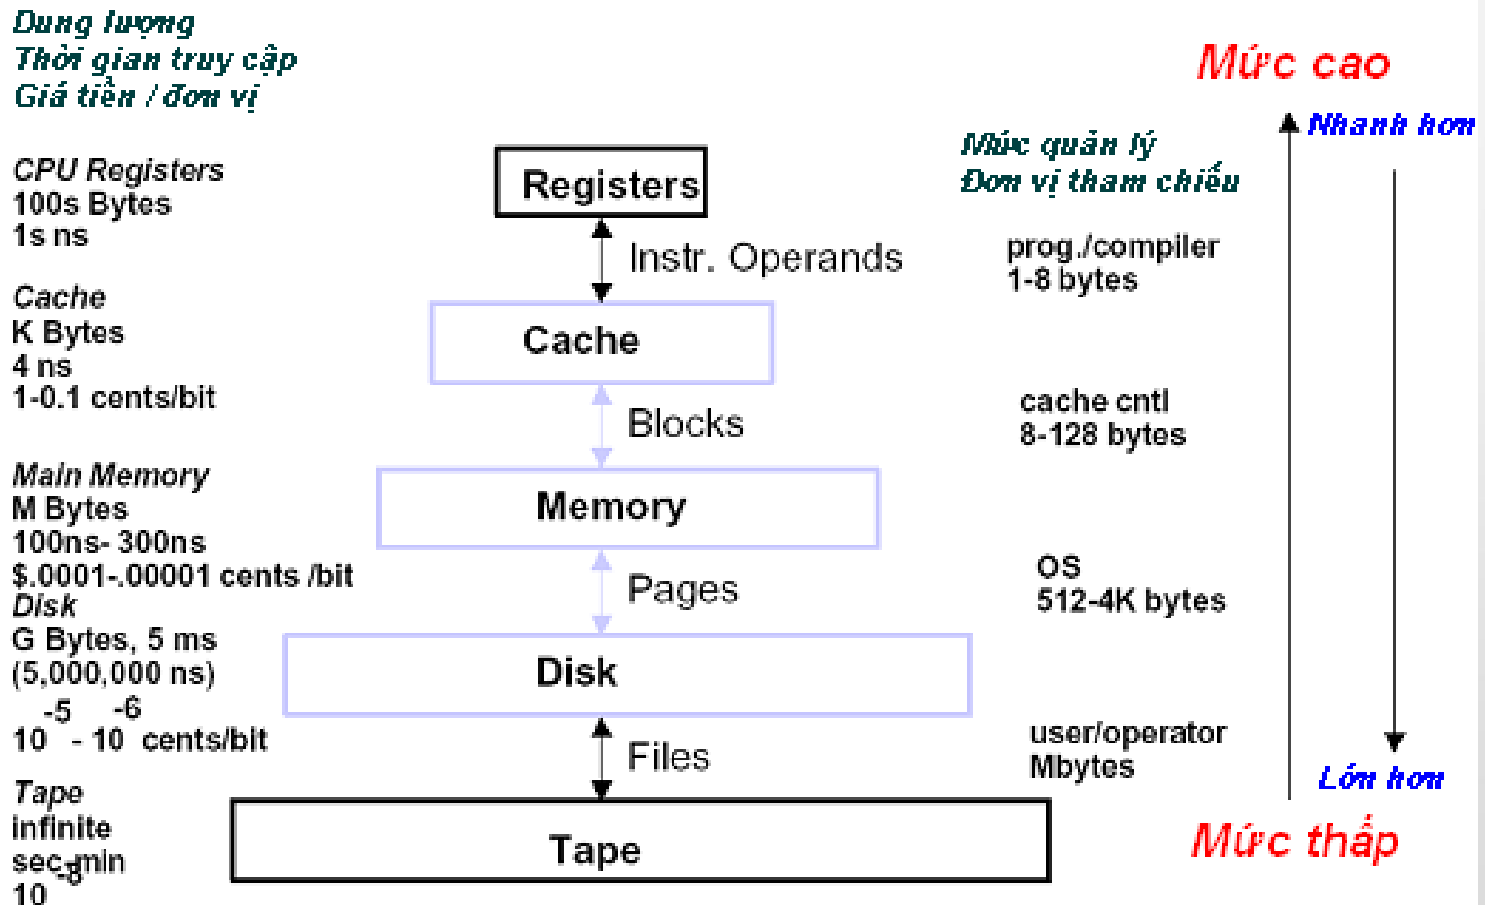 Dung lượng
Thời gian truy cập
Giá tiền / đơn vị
CPU Registers
100s Bytes
1s ns
Cache
K Bytes
4 ns
1-0.1 cents/bit
Main Memory
M Bytes
100ns- 300ns
$.0001-.00001 cents /bit
Disk
G Bytes, 5 ms
(5,000,000 ns)
-5 -6
10 - 10 cents/bit
Tape
infinite
sec-min
-8
10
Registers
Instr. Operands
Cache
Blocks
Memory
Pages
Disk
Files
Tape
Mức quản lý
Đơn vị tham chiếu
prog./compiler
1-8 bytes
cache cntl
8-128 bytes
OS
512-4K bytes
user/operator
Mbytes
Mức cao
Nhanh hơn
Lớn hơn
Mức thấp